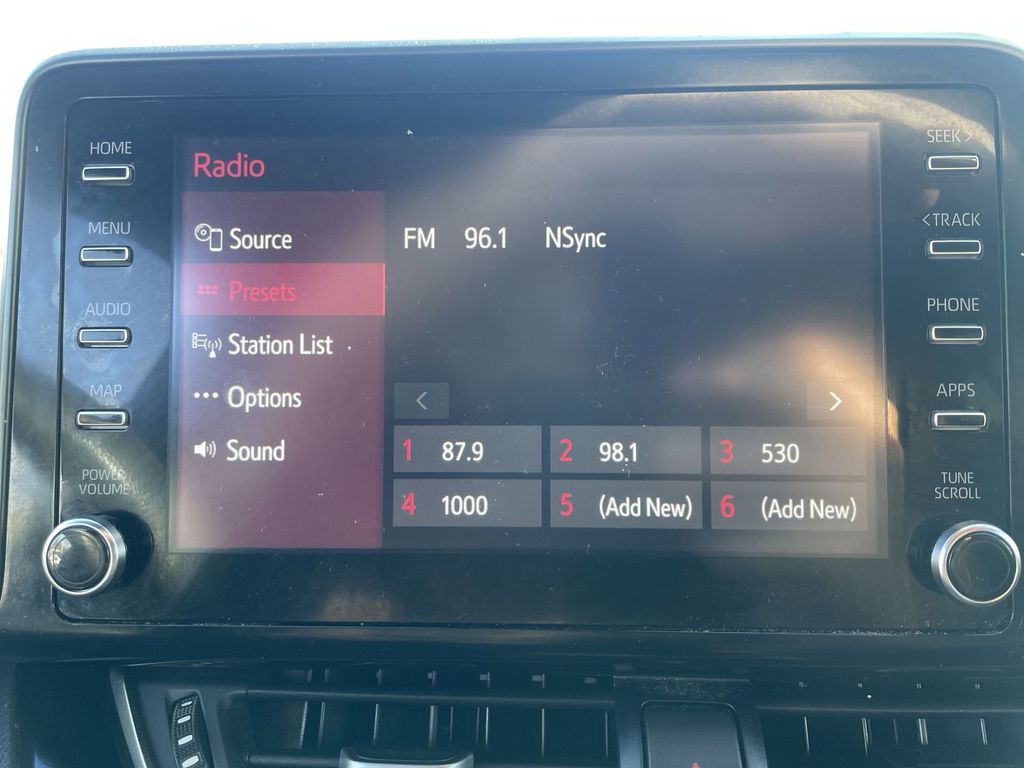 HOME
MENU
AUDIO
MAP
POWER
VOLUME
Radio
Source
Presets
Station List
Options
Sound
FM 96.1 NSync
< >
1 87.9 2 98.1 3 530
4 1000 5 (Add New) 6 (Add New)
SEEK>
<TRACK
PHONE
APPS
TUNE
SCROLL